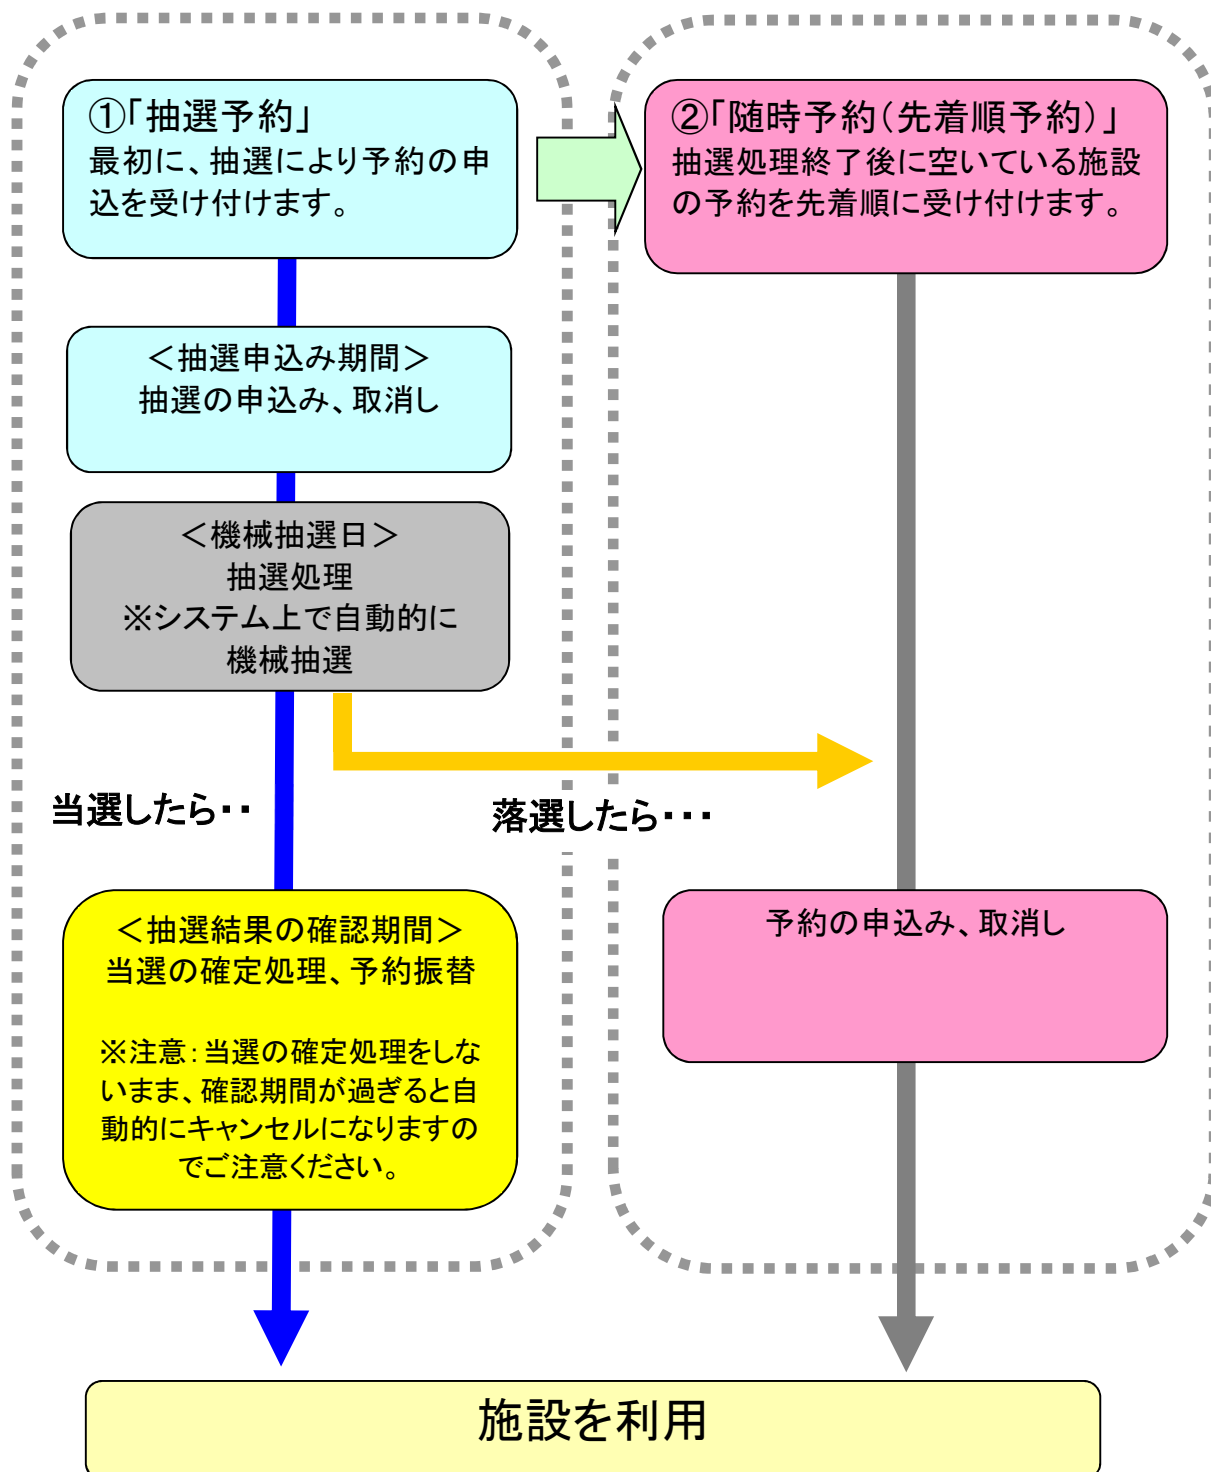 ①「抽選予約」
最初に、抽選により予約の申
込を受け付けます。
②「随時予約(先着順予約)」
抽選処理終了後に空いている施設
の予約を先着順に受け付けます。
＜抽選申込み期間＞
抽選の申込み、取消し
＜機械抽選日＞
抽選処理
※システム上で自動的に
機械抽選
当選したら・・
落選したら・・・
＜抽選結果の確認期間＞
当選の確定処理、予約振替
※注意：当選の確定処理をしな
いまま、確認期間が過ぎると自
動的にキャンセルになりますの
でご注意ください。
予約の申込み、取消し
施設を利用